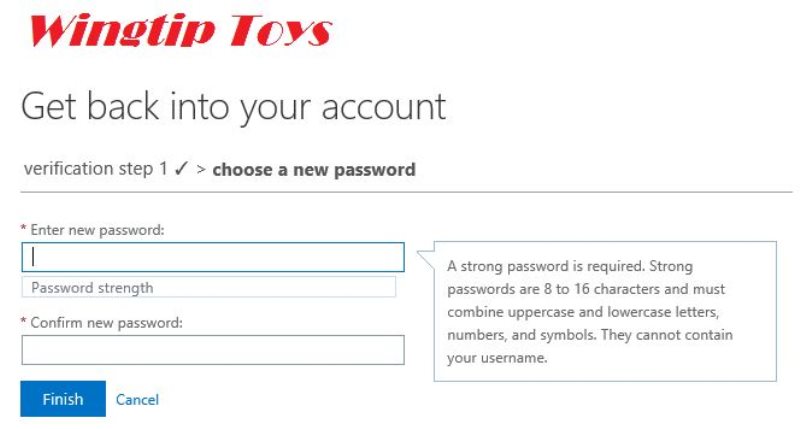 Wingtip Toys
Get back into your account
verification step 1 ✓ > choose a new password
* Enter new password:
Password strength
* Confirm new password:
Finish Cancel
A strong password is required. Strong
passwords are 8 to 16 characters and must
combine uppercase and lowercase letters,
numbers, and symbols. They cannot contain
your username.